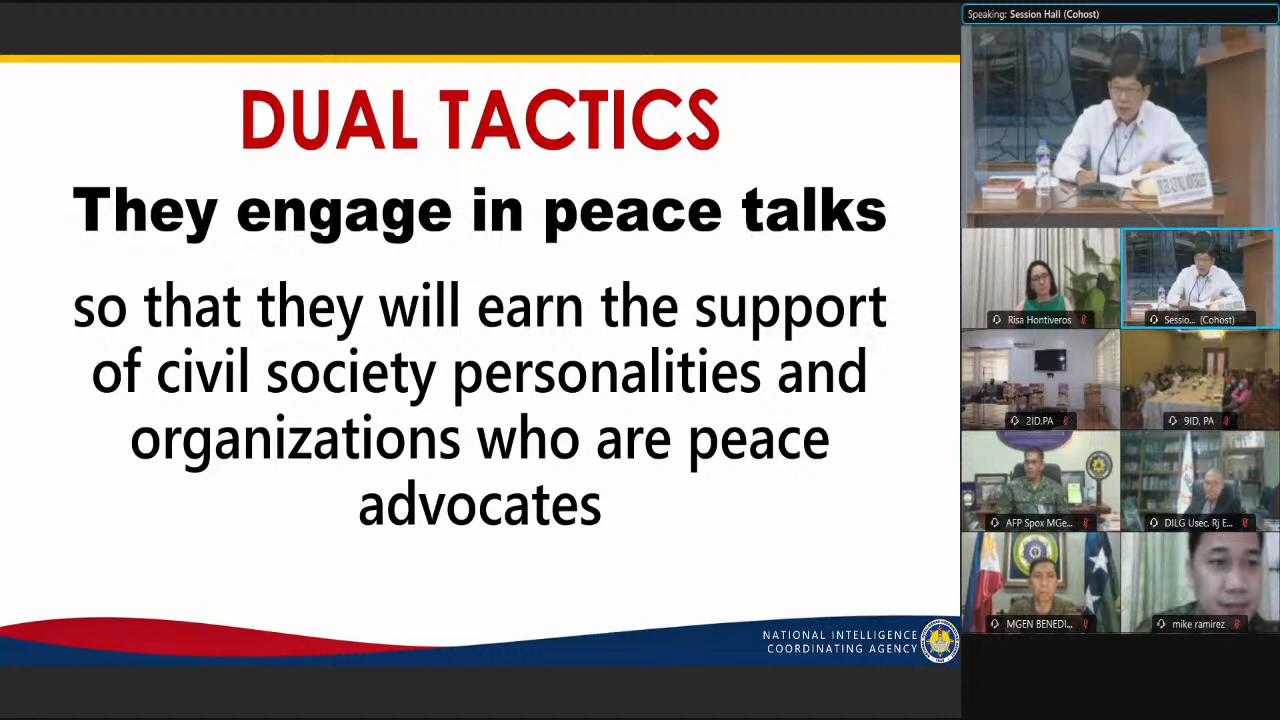 DUAL TACTICS
They engage in peace talks
so that they will earn the support
of civil society personalities and
organizations who are peace
advocates
NATIONAL INTELLIGENCE
COORDINATING AGENCY
Speaking: Session Hall (Cohost)
Risa Hontiveros
Sessio... (Cohost)
2ID.PA
9ID, PA
AFP Spox MGe...
DILG Usec. Rj E...
MGEN BENEDI...
mike ramirez